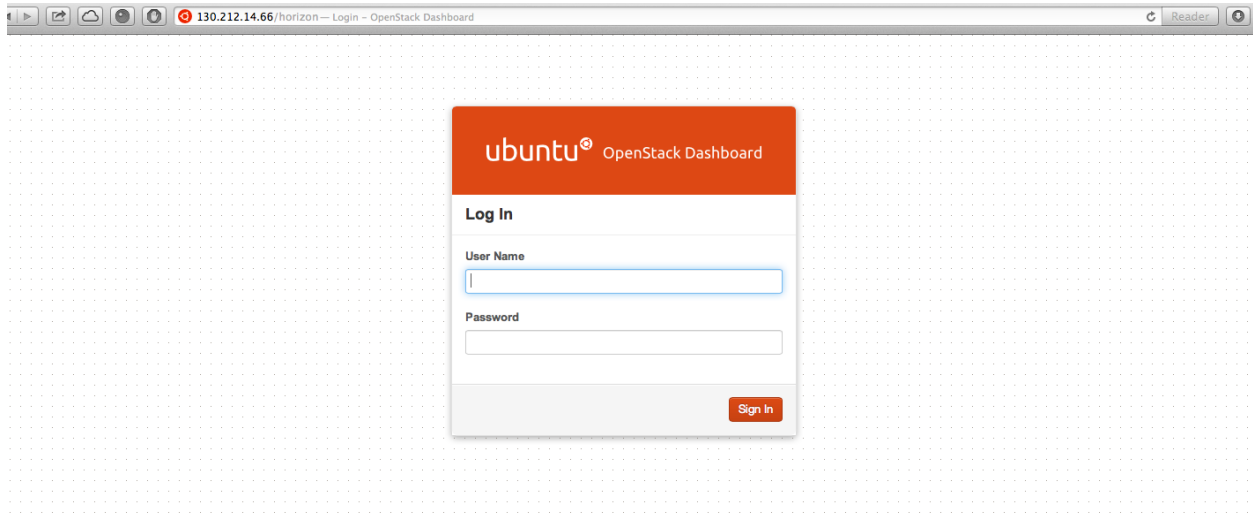 130.212.14.66/horizon — Login – OpenStack Dashboard
Reader
ubuntu OpenStack Dashboard
Log In
User Name
Password
Sign In